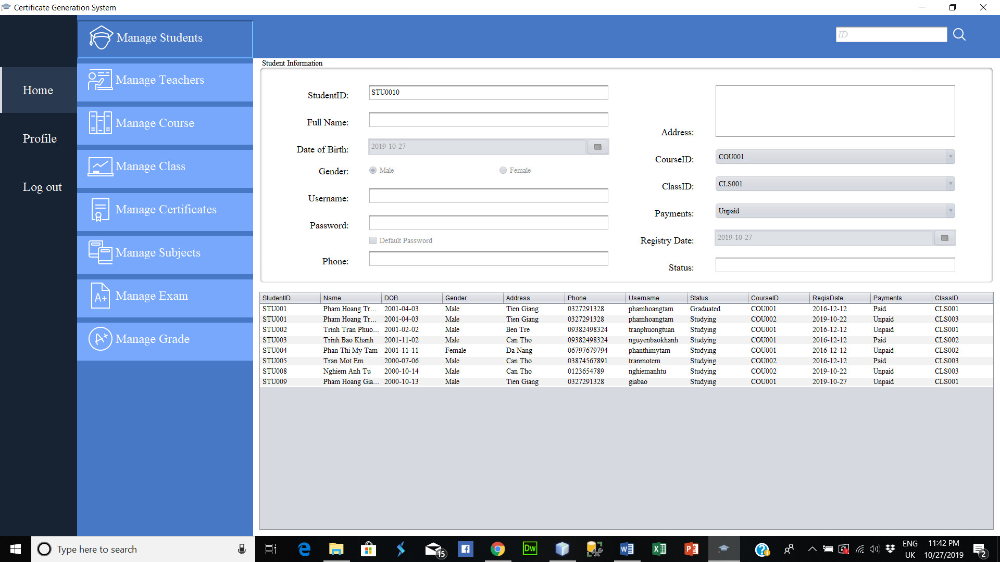 Certificate Generation System
Manage Students
Manage Teachers
Manage Course
Manage Class
Manage Certificates
Manage Subjects
A+
Manage Exam
A+
Manage Grade
Home
Profile
Log out
ID
Student Information
StudentID: STU0010
Full Name:
Date of Birth: 2019-10-27
Gender: Male Female
Username:
Password:
Default Password
Phone:
Address:
CourseID: COU001
ClassID: CLS001
Payments: Unpaid
Registry Date: 2019-10-27
Status:
StudentID Name DOB Gender Address Phone Username Status CourseID RegisDate Payments ClassID
STU001 Pham Hoang Tr... 2001-04-03 Male Tien Giang 0327291328 phamhoangtam Graduated COU001 2016-12-12 Paid CLS001
STU001 Pham Hoang Tr... 2001-04-03 Male Tien Giang 0327291328 phamhoangtam Studying COU002 2019-10-22 Unpaid CLS003
STU002 Trinh Tran Phuo... 2001-02-02 Male Ben Tre 09382498324 tranphuongtuan Studying COU001 2016-12-12 Unpaid CLS001
STU003 Trinh Bao Khanh 2001-11-02 Male Can Tho 09382498324 nguyenbaokhanh Studying COU001 2016-12-12 Paid CLS002
STU004 Phan Thi My Tam 2001-11-11 Female Da Nang 06797679794 phanthimytam Studying COU001 2016-12-12 Unpaid CLS002
STU005 Tran Mot Em 2000-07-06 Male Can Tho 03874567891 tranmotem Studying COU002 2016-12-12 Paid CLS003
STU008 Nghiem Anh Tu 2000-10-14 Male Can Tho 0123654789 nghiemanhtu Studying COU002 2019-10-22 Unpaid CLS003
STU009 Pham Hoang Gia... 2000-10-13 Male Tien Giang 0327291328 giabao Studying COU001 2019-10-27 Unpaid CLS001
Type here to search
15
Dw
ENG
UK
11:42 PM
10/27/2019
2